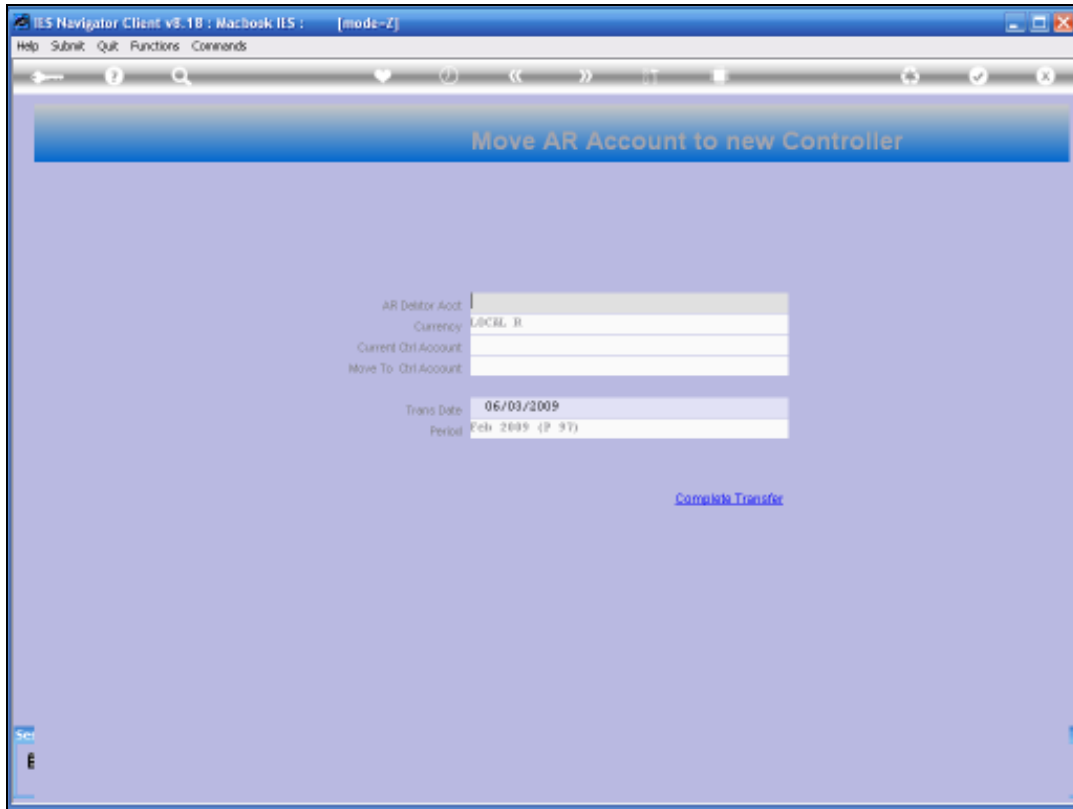 IES Navigator Client v8.1B : Macbook IES : [mode=Z]
Help Submit Quit Functions Commands
Move AR Account to new Controller
AR Debtor Acct
Currency LOCAL R
Current Ctrl Account
Move To Ctrl Account
Trans Date 06/03/2009
Period Feb 2009 (P 97)
Complete Transfer